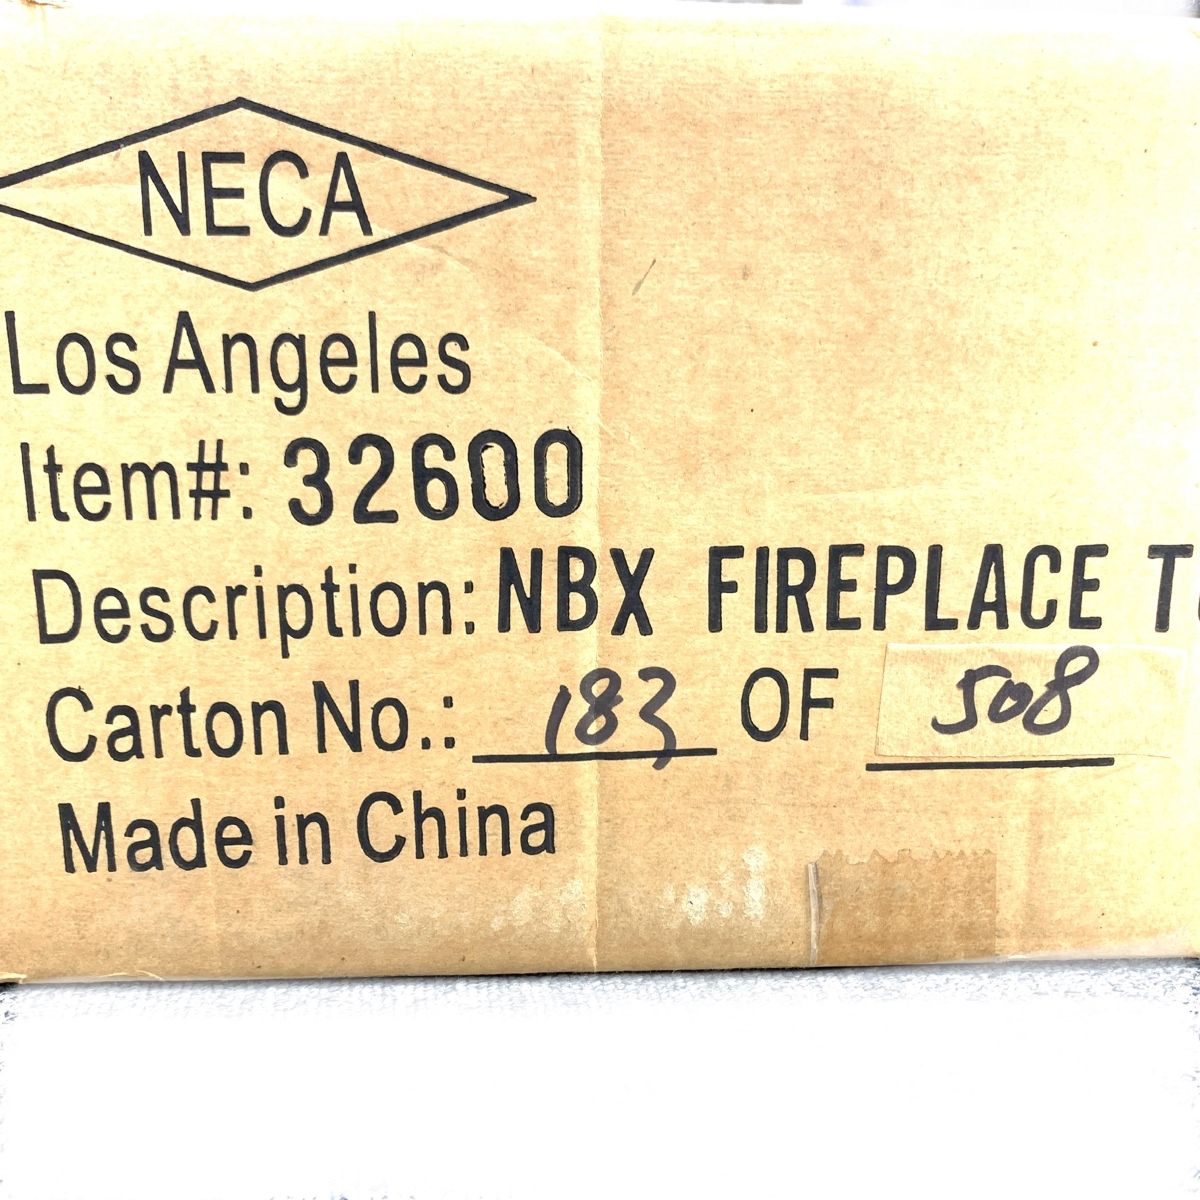 NECA
Los Angeles
Item#: 32600
Description: NBX FIREPLACE
Carton No.: 183 OF 508
Made in China